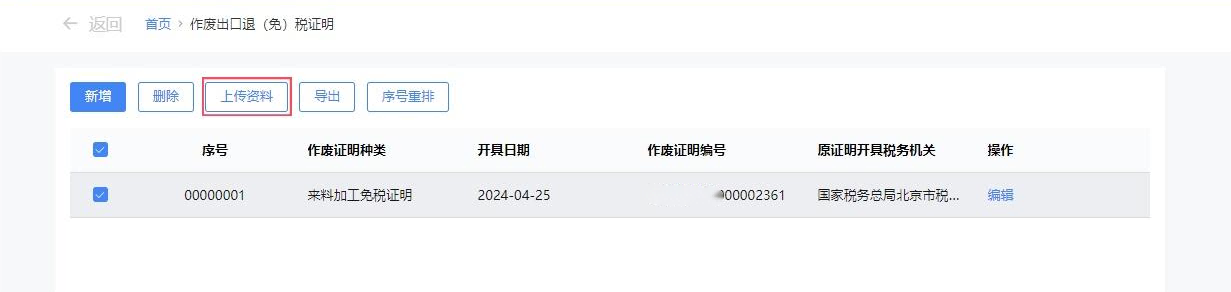 返回 首页 > 作废出口退（免）税证明
新增 删除 上传资料 导出 序号重排
序号 作废证明种类 开具日期 作废证明编号 原证明开具税务机关 操作
00000001 来料加工免税证明 2024-04-25 00002361 国家税务总局北京市税... 编辑